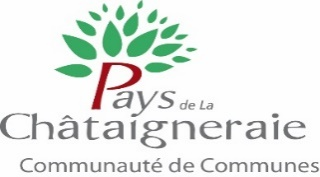 Pays de La
Châtaigneraie
Communauté de Communes